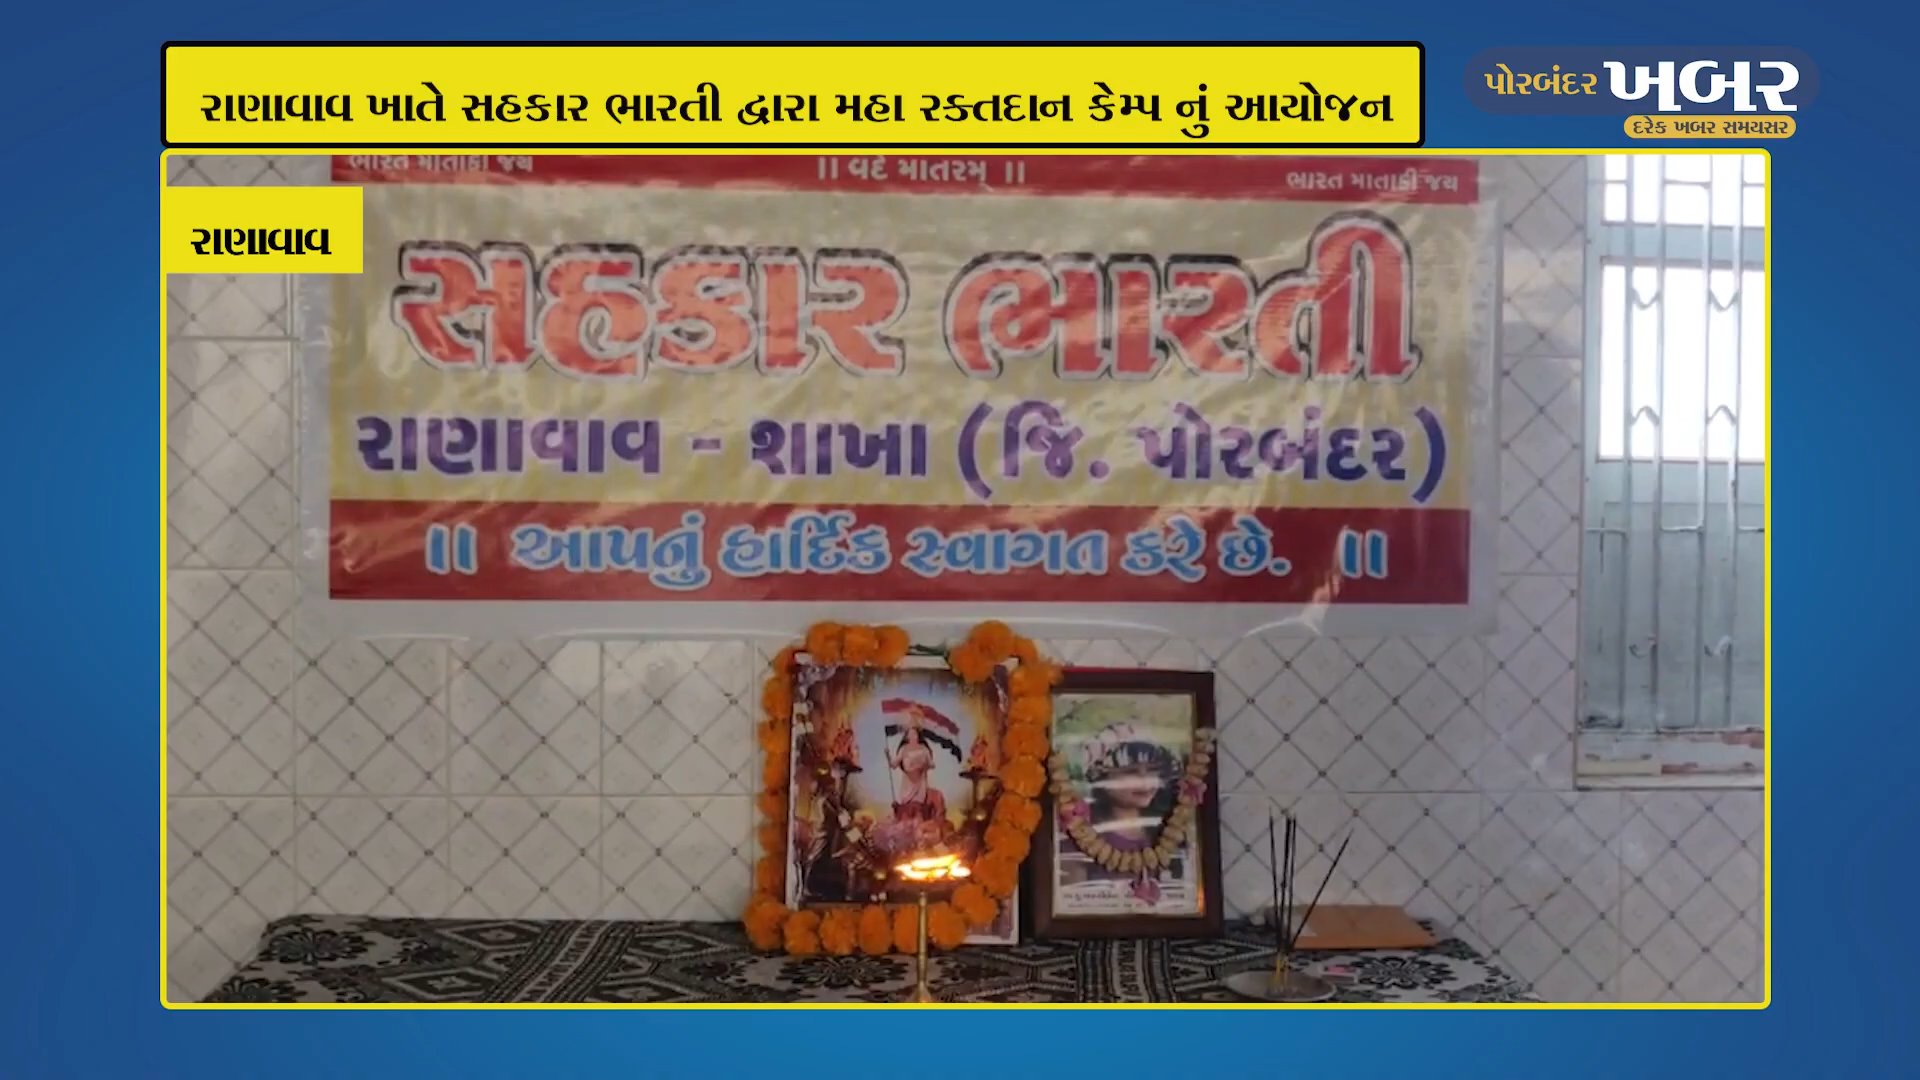 રાણાવાવ ખાતે સહકાર ભારતી દ્વારા મહા રક્તદાન કેમ્પ નું આયોજન
પોરબંદર ખબર
દરેક ખબર સમયસર
રાણાવાવ
ભારત માતાકી જય
।। વંદે માતરમ્ ।।
ભારત માતાકી જય
સહકાર ભારતી
રાણાવાવ - શાખા (જિ. પોરબંદર)
।। આપનું હાર્દિક સ્વાગત કરે છે. ।।